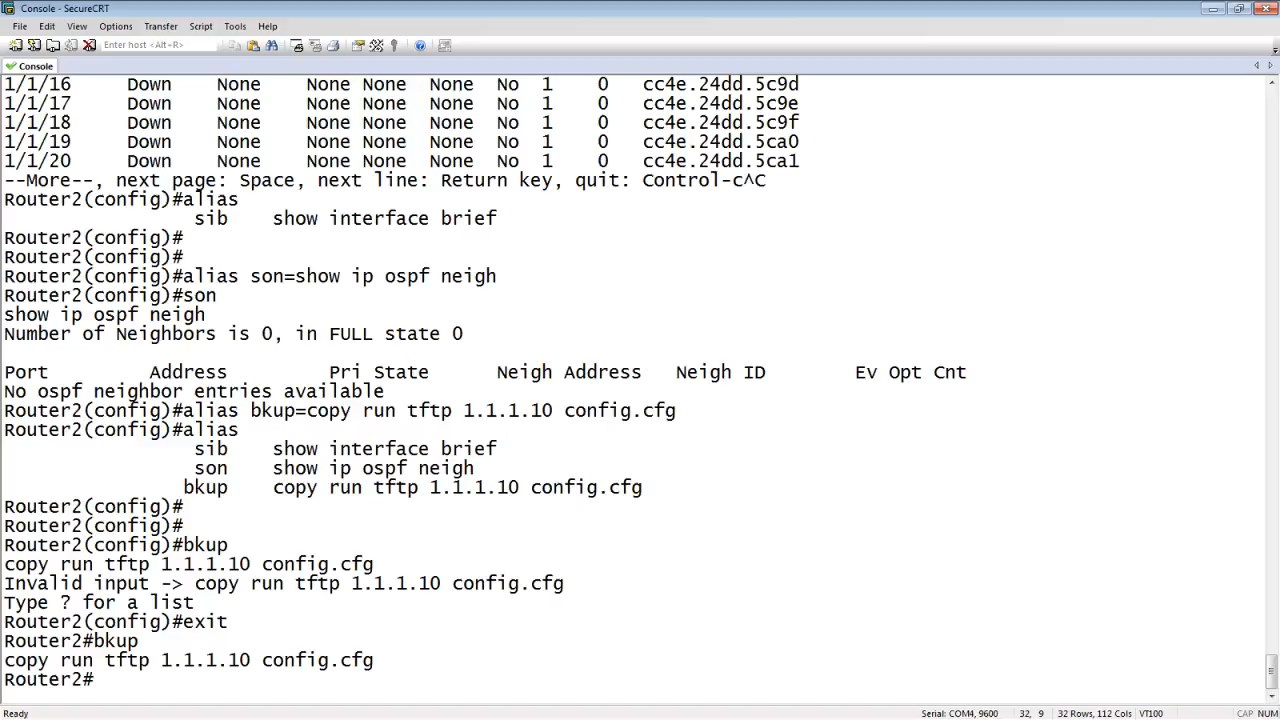 Console - SecureCRT
File Edit View Options Transfer Script Tools Help
Enter host <Alt+R>
Console
1/1/16 Down None None None None No 1 0 cc4e.24dd.5c9d
1/1/17 Down None None None None No 1 0 cc4e.24dd.5c9e
1/1/18 Down None None None None No 1 0 cc4e.24dd.5c9f
1/1/19 Down None None None None No 1 0 cc4e.24dd.5ca0
1/1/20 Down None None None None No 1 0 cc4e.24dd.5ca1
--More--, next page: Space, next line: Return key, quit: Control-c^C
Router2(config)#alias
sib show interface brief
Router2(config)#
Router2(config)#
Router2(config)#alias son=show ip ospf neigh
Router2(config)#son
show ip ospf neigh
Number of Neighbors is 0, in FULL state 0
Port Address Pri State Neigh Address Neigh ID Ev Opt Cnt
No ospf neighbor entries available
Router2(config)#alias bkup=copy run tftp 1.1.1.10 config.cfg
Router2(config)#alias
sib show interface brief
son show ip ospf neigh
bkup copy run tftp 1.1.1.10 config.cfg
Router2(config)#
Router2(config)#
Router2(config)#bkup
copy run tftp 1.1.1.10 config.cfg
Invalid input -> copy run tftp 1.1.1.10 config.cfg
Type ? for a list
Router2(config)#exit
Router2#bkup
copy run tftp 1.1.1.10 config.cfg
Router2#
Ready Serial: COM4, 9600 32, 9 32 Rows, 112 Cols VT100 CAP NUM